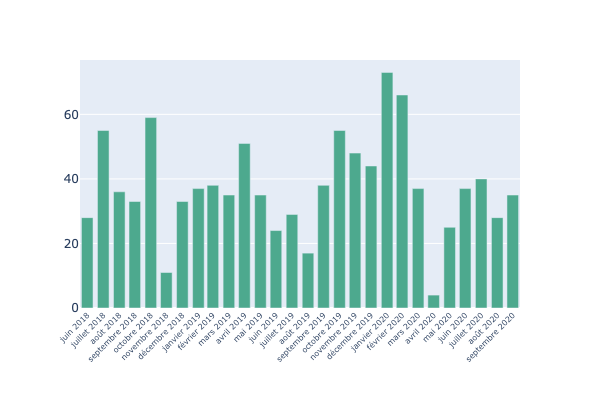 60
40
20
0
juin 2018
juillet 2018
août 2018
septembre 2018
octobre 2018
novembre 2018
décembre 2018
janvier 2019
février 2019
mars 2019
avril 2019
mai 2019
juin 2019
juillet 2019
août 2019
septembre 2019
octobre 2019
novembre 2019
décembre 2019
janvier 2020
février 2020
mars 2020
avril 2020
mai 2020
juin 2020
juillet 2020
août 2020
septembre 2020